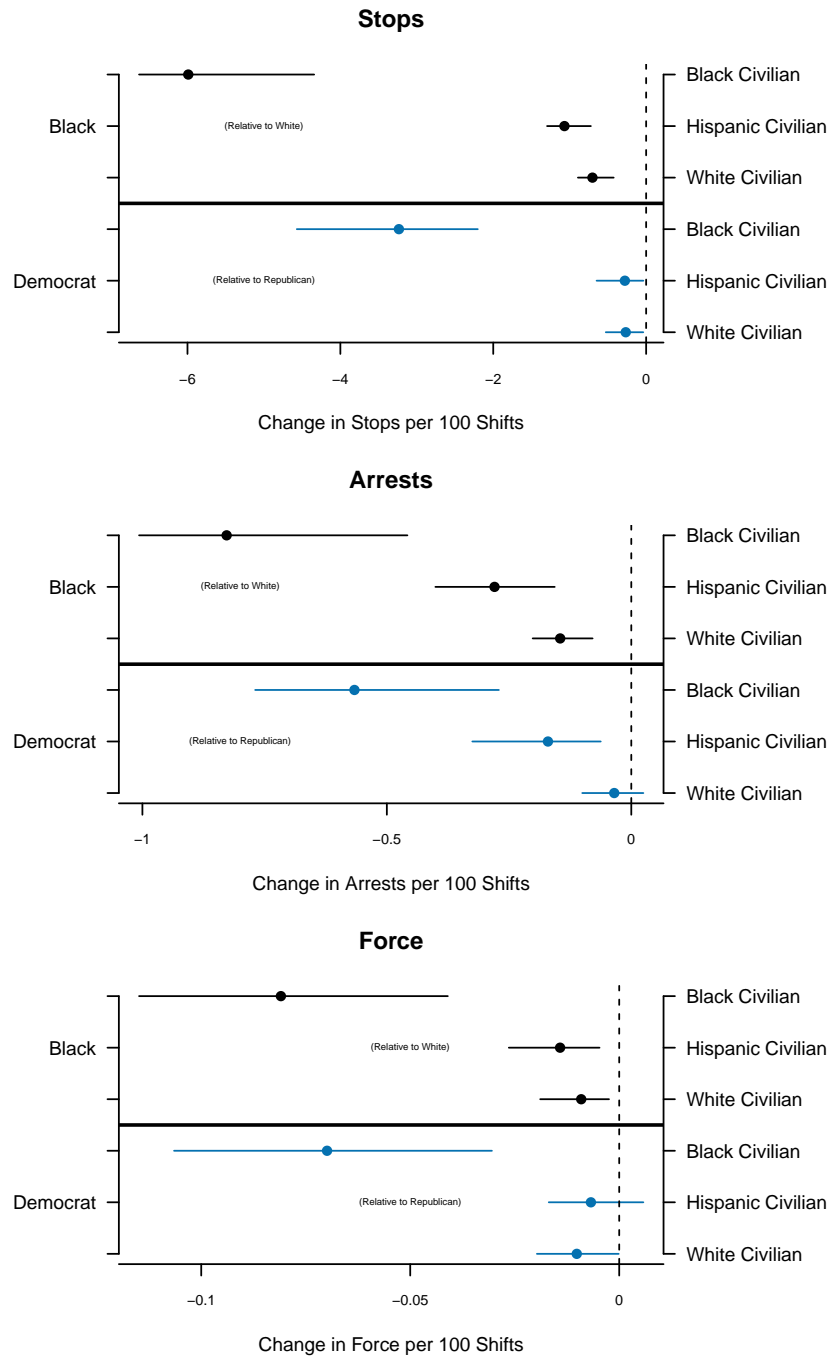 Stops
Black Civilian
Black
(Relative to White)
Hispanic Civilian
White Civilian
Black Civilian
Democrat
(Relative to Republican)
Hispanic Civilian
White Civilian
−6
−4
−2
0
Change in Stops per 100 Shifts
Arrests
Black Civilian
Black
(Relative to White)
Hispanic Civilian
White Civilian
Black Civilian
Democrat
(Relative to Republican)
Hispanic Civilian
White Civilian
−1
−0.5
0
Change in Arrests per 100 Shifts
Force
Black Civilian
Black
(Relative to White)
Hispanic Civilian
White Civilian
Black Civilian
Democrat
(Relative to Republican)
Hispanic Civilian
White Civilian
−0.1
−0.05
0
Change in Force per 100 Shifts